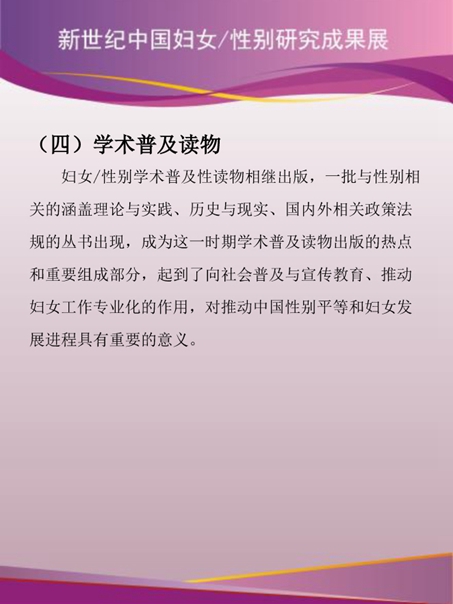 新世纪中国妇女/性别研究成果展
（四）学术普及读物
妇女/性别学术普及性读物相继出版，一批与性别相
关的涵盖理论与实践、历史与现实、国内外相关政策法
规的丛书出现，成为这一时期学术普及读物出版的热点
和重要组成部分，起到了向社会普及与宣传教育、推动
妇女工作专业化的作用，对推动中国性别平等和妇女发
展进程具有重要的意义。